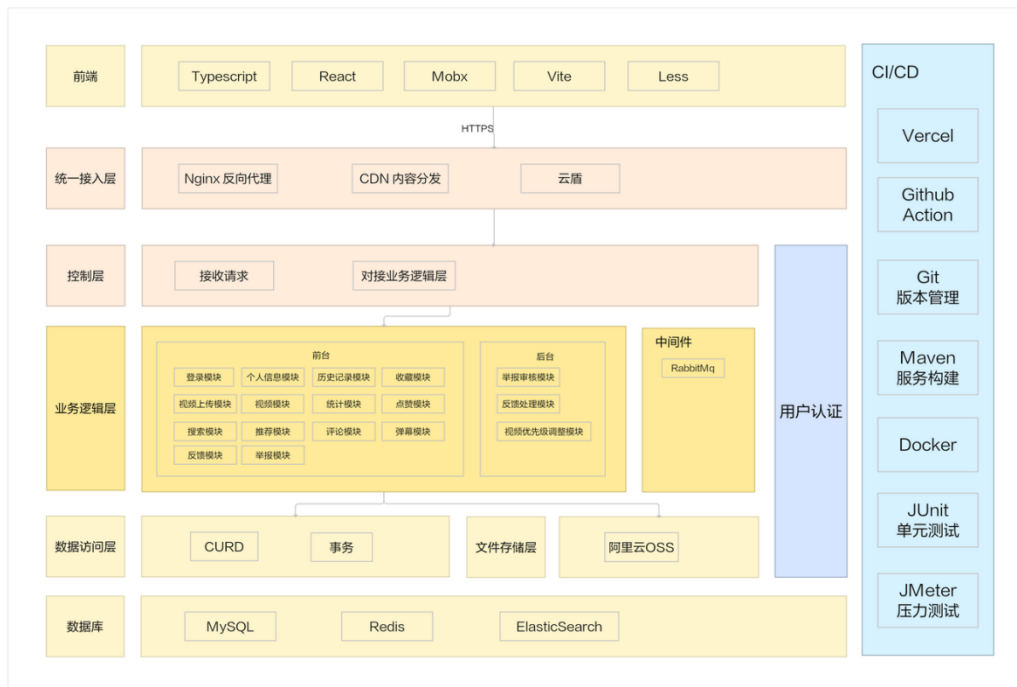 前端
Typescript
React
Mobx
Vite
Less
HTTPS
统一接入层
Nginx 反向代理
CDN 内容分发
云盾
控制层
接收请求
对接业务逻辑层
业务逻辑层
前台
登录模块
个人信息模块
历史记录模块
收藏模块
视频上传模块
视频模块
统计模块
点赞模块
搜索模块
推荐模块
评论模块
弹幕模块
反馈模块
举报模块
后台
举报审核模块
反馈处理模块
视频优先级调整模块
中间件
RabbitMq
用户认证
数据访问层
CURD
事务
文件存储层
阿里云OSS
数据库
MySQL
Redis
ElasticSearch
CI/CD
Vercel
Github
Action
Git
版本管理
Maven
服务构建
Docker
JUnit
单元测试
JMeter
压力测试